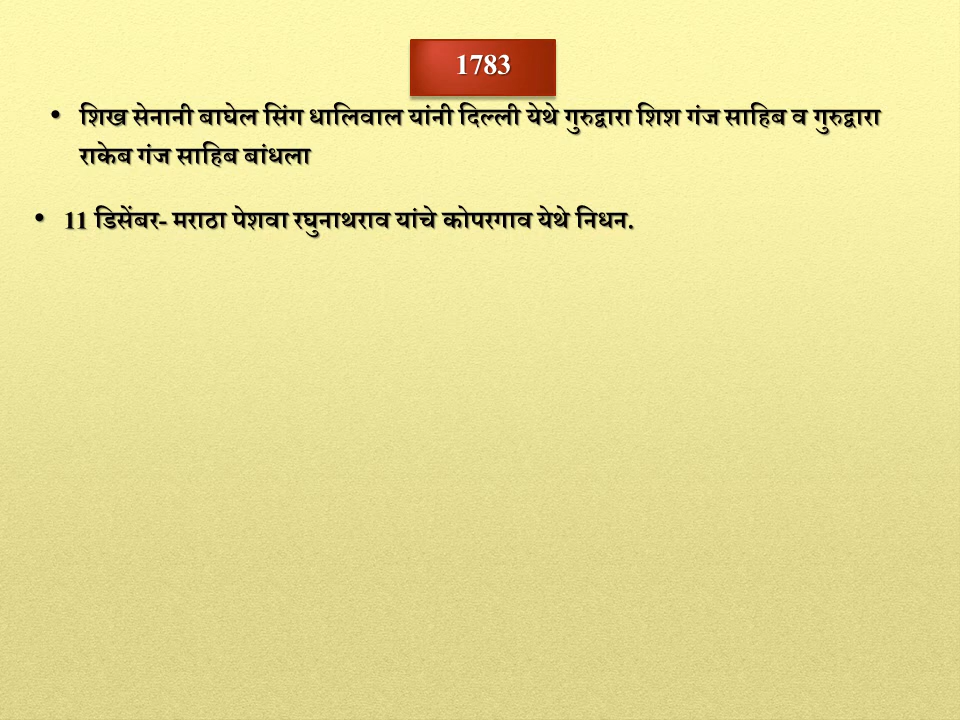 1783
• शिख सेनानी बाघेल सिंग धालिवाल यांनी दिल्ली येथे गुरुद्वारा शिश गंज साहिब व गुरुद्वारा
राकेब गंज साहिब बांधला
• 11 डिसेंबर- मराठा पेशवा रघुनाथराव यांचे कोपरगाव येथे निधन.